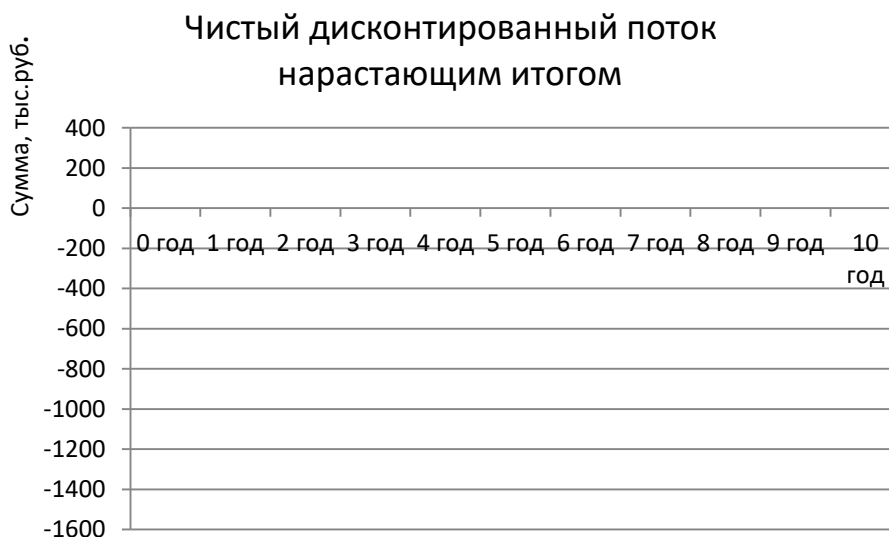 Чистый дисконтированный поток
нарастающим итогом
Сумма, тыс.руб.
400
200
0
-200
-400
-600
-800
-1000
-1200
-1400
-1600
0 год 1 год 2 год 3 год 4 год 5 год 6 год 7 год 8 год 9 год 10
год